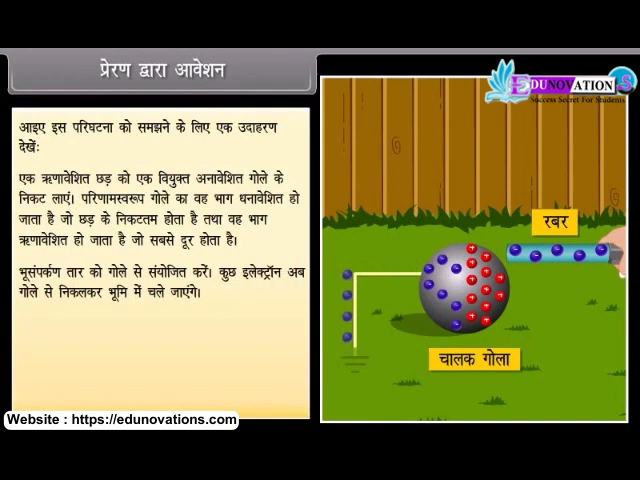 प्रेरण द्वारा आवेशन
EDUNOVATIONS
Success Secret For Students
आइए इस परिघटना को समझने के लिए एक उदाहरण
देखें:
एक ऋणावेशित छड़ को एक वियुक्त अनावेशित गोले के
निकट लाएं। परिणामस्वरूप गोले का वह भाग धनावेशित हो
जाता है जो छड़ के निकटतम होता है तथा वह भाग
ऋणावेशित हो जाता है जो सबसे दूर होता है।
भूसंपर्कण तार को गोले से संयोजित करें। कुछ इलेक्ट्रॉन अब
गोले से निकलकर भूमि में चले जाएंगे।
रबर
चालक गोला
Website : https://edunovations.com